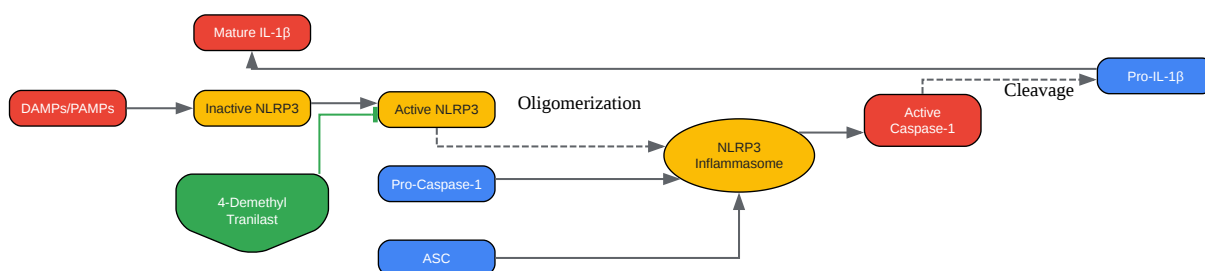 Mature IL-1β
Pro-IL-1β
DAMPs/PAMPs
Inactive NLRP3
Active NLRP3
Oligomerization
Cleavage
Active
Caspase-1
NLRP3
Inflammasome
Pro-Caspase-1
4-Demethyl
Tranilast
ASC